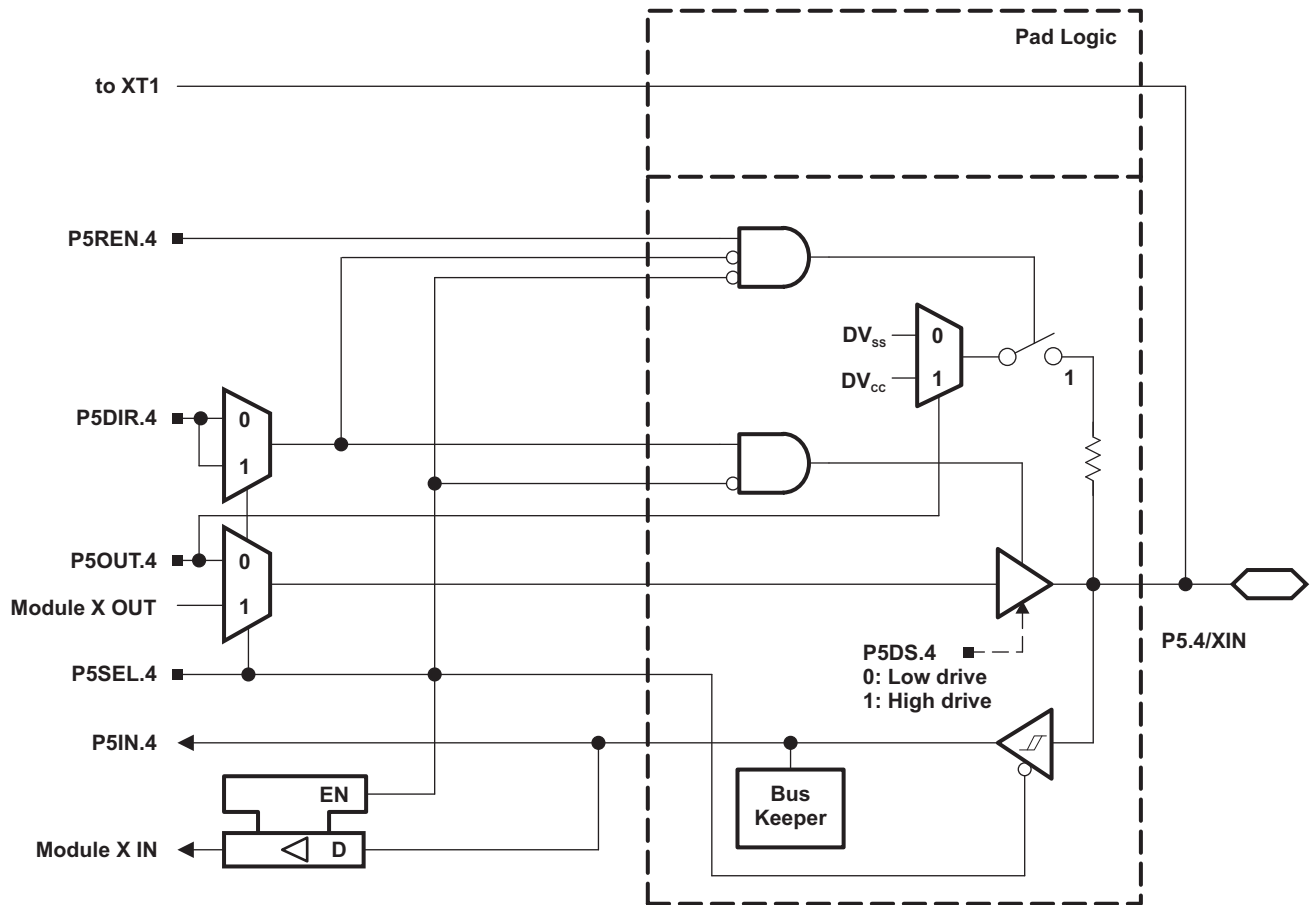 Pad Logic
to XT1
P5REN.4
DVss
0
DVcc
1
1
P5DIR.4
0
1
P5OUT.4
0
Module X OUT
1
P5DS.4
0: Low drive
1: High drive
P5.4/XIN
P5SEL.4
P5IN.4
EN
Bus
Keeper
Module X IN
D